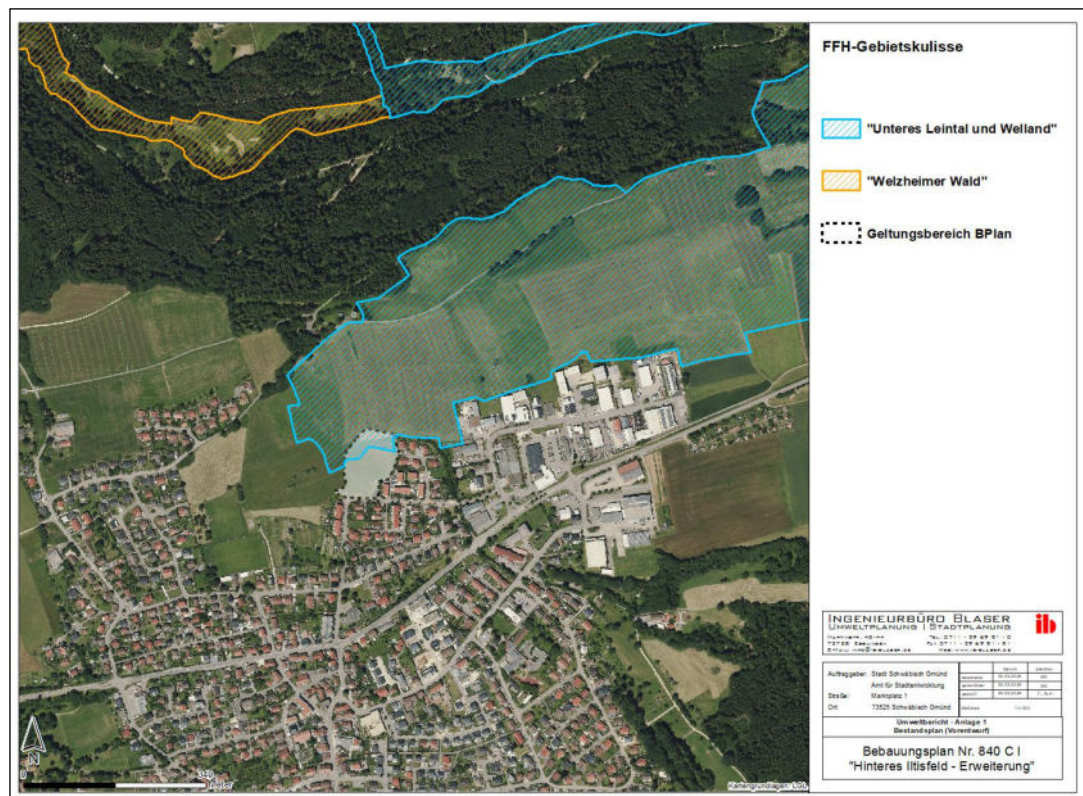 FFH-Gebietskulisse
"Unteres Leintal und Welland"
"Welzheimer Wald"
Geltungsbereich BPlan
INGENIEURBÜRO BLASER
UMWELTPLANUNG | STADTPLANUNG
ib
Auftraggeber: Stadt Schwäbisch Gmünd
Amt für Stadtentwicklung
Straße: Marktplatz 1
Ort: 73525 Schwäbisch Gmünd
Umweltbericht - Anlage 1
Bestandsplan (Vorentwurf)
Bebauungsplan Nr. 840 C I
"Hinteres Iltisfeld - Erweiterung"
N
0
Kartengrundlagen: LGL